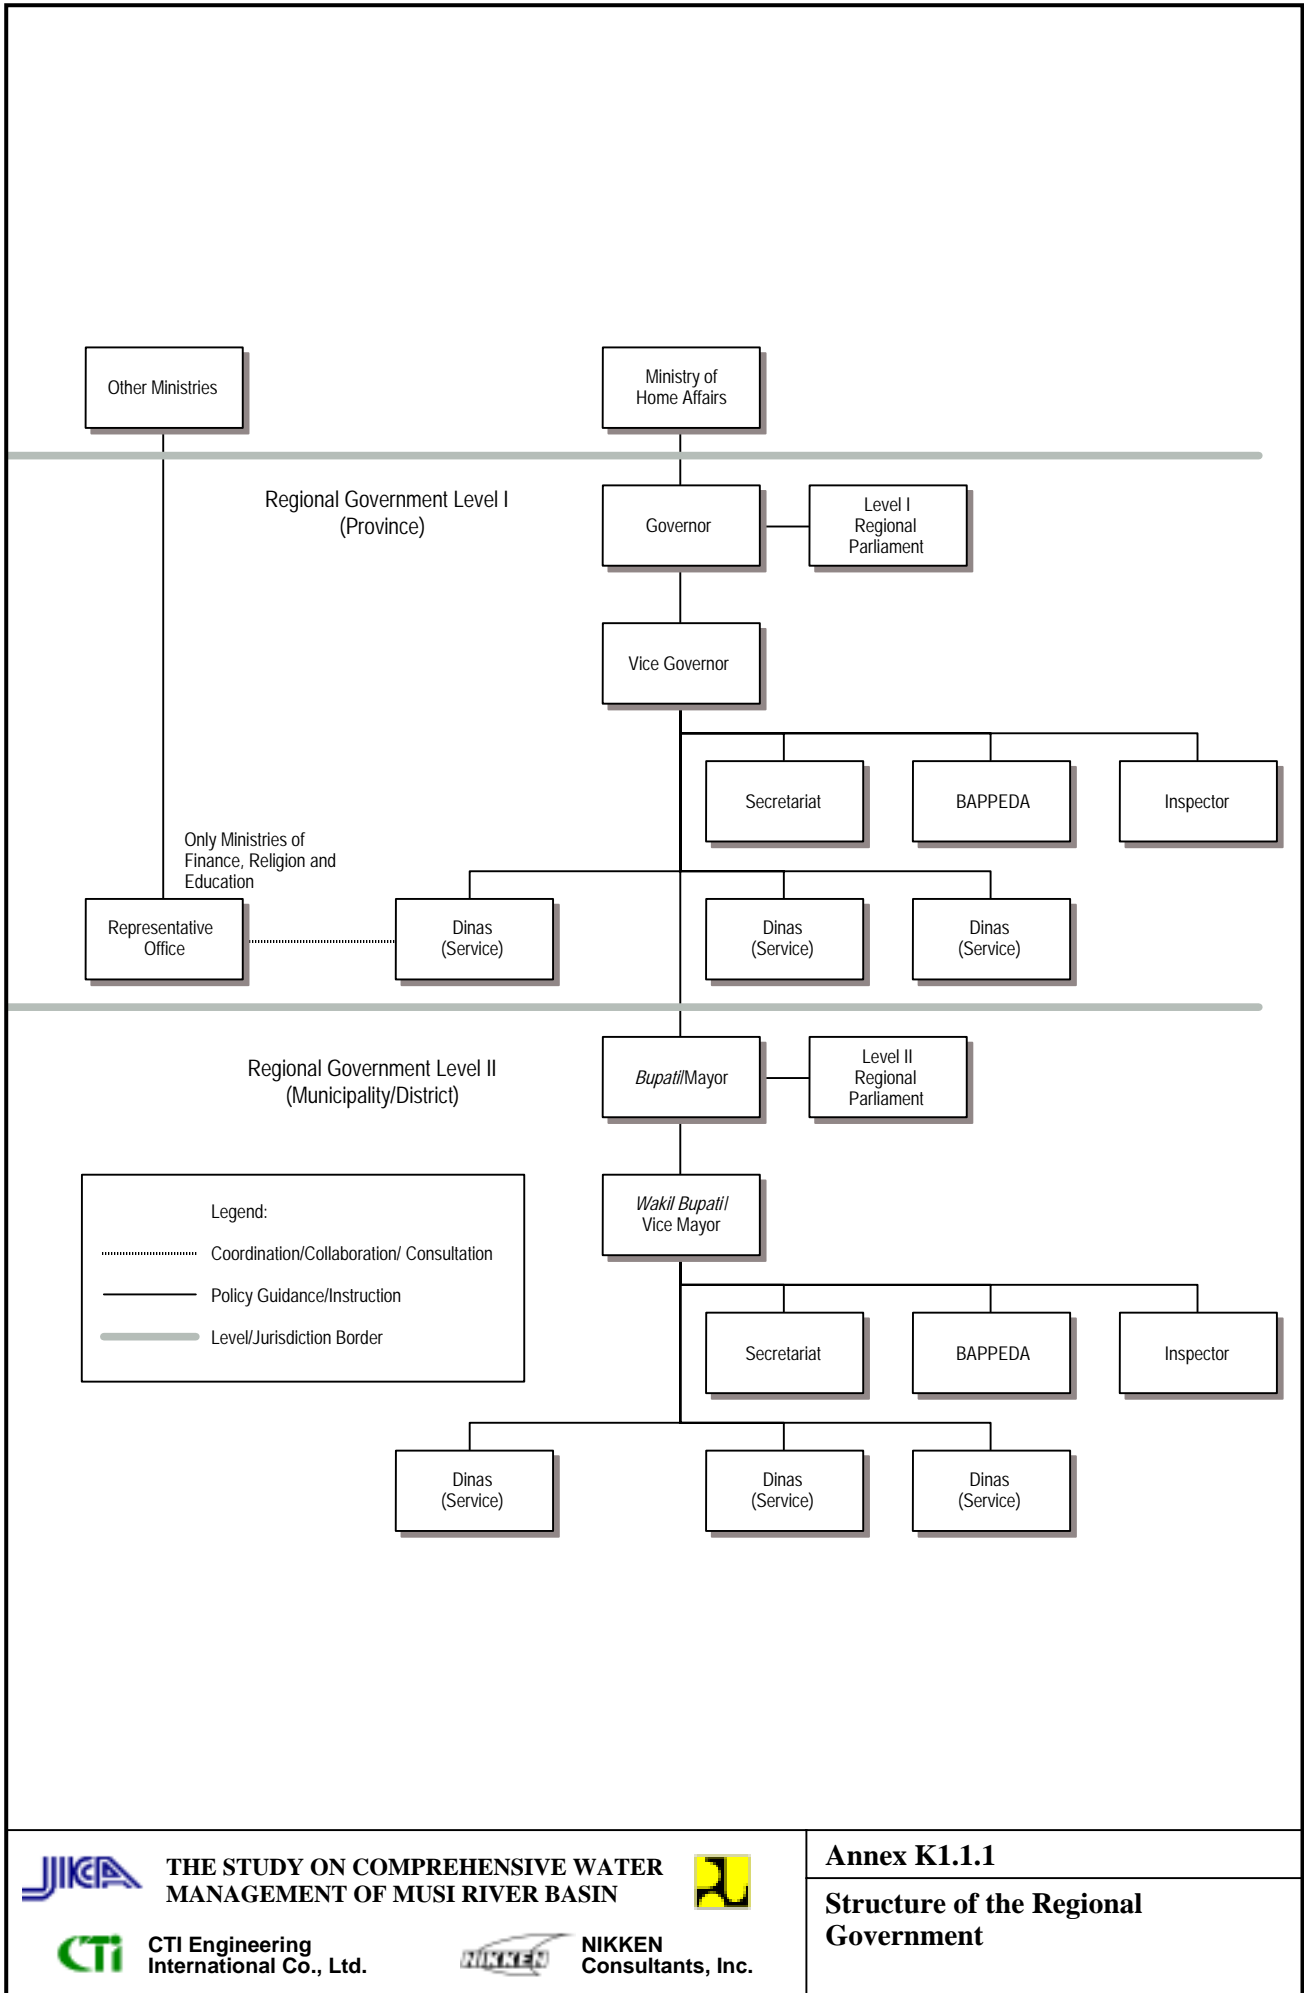 Other Ministries
Ministry of
Home Affairs
Regional Government Level I
(Province)
Governor
Level I
Regional
Parliament
Vice Governor
Secretariat
BAPPEDA
Inspector
Only Ministries of
Finance, Religion and
Education
Representative
Office
Dinas
(Service)
Dinas
(Service)
Dinas
(Service)
Regional Government Level II
(Municipality/District)
Bupati/Mayor
Level II
Regional
Parliament
Wakil Bupati/
Vice Mayor
Legend:
Coordination/Collaboration/ Consultation
Policy Guidance/Instruction
Level/Jurisdiction Border
Secretariat
BAPPEDA
Inspector
Dinas
(Service)
Dinas
(Service)
Dinas
(Service)
JICA
THE STUDY ON COMPREHENSIVE WATER
MANAGEMENT OF MUSI RIVER BASIN
CTi
CTI Engineering
International Co., Ltd.
NIKKEN
NIKKEN
Consultants, Inc.
Annex K1.1.1
Structure of the Regional
Government